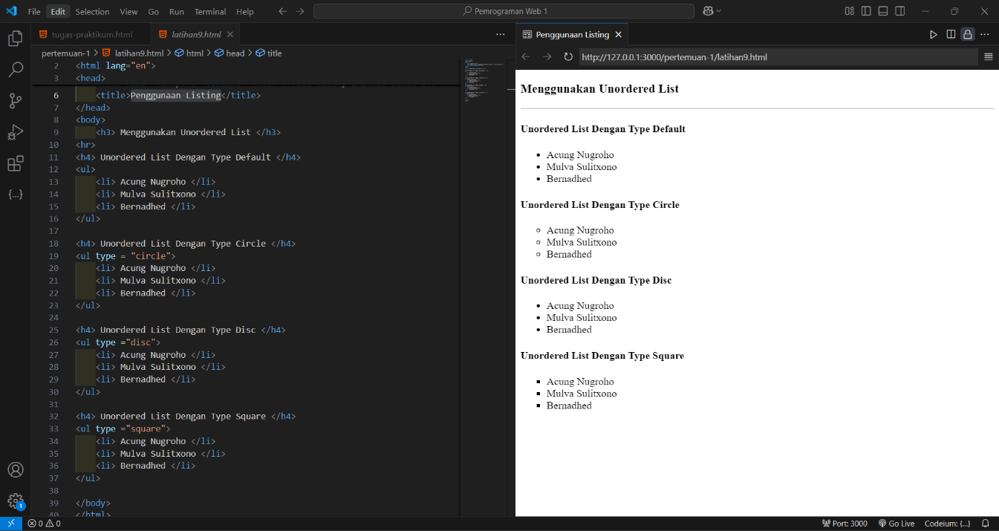 File Edit Selection View Go Run Terminal Help Pemrograman Web 1
tugas-praktikum.html latihan9.html
pertemuan-1 > latihan9.html > html > head > title
2 <html lang="en">
3 <head>
6 <title>Penggunaan Listing</title>
7 </head>
8 <body>
9 <h3> Menggunakan Unordered List </h3>
10 <hr>
11 <h4> Unordered List Dengan Type Default </h4>
12 <ul>
13 <li> Acung Nugroho </li>
14 <li> Mulva Sulitxono </li>
15 <li> Bernadhed </li>
16 </ul>
17
18 <h4> Unordered List Dengan Type Circle </h4>
19 <ul type = "circle">
20 <li> Acung Nugroho </li>
21 <li> Mulva Sulitxono </li>
22 <li> Bernadhed </li>
23 </ul>
24
25 <h4> Unordered List Dengan Type Disc </h4>
26 <ul type ="disc">
27 <li> Acung Nugroho </li>
28 <li> Mulva Sulitxono </li>
29 <li> Bernadhed </li>
30 </ul>
31
32 <h4> Unordered List Dengan Type Square </h4>
33 <ul type ="square">
34 <li> Acung Nugroho </li>
35 <li> Mulva Sulitxono </li>
36 <li> Bernadhed </li>
37 </ul>
38
39 </body>
40 </html>
Penggunaan Listing
http://127.0.0.1:3000/pertemuan-1/latihan9.html
Menggunakan Unordered List
Unordered List Dengan Type Default
• Acung Nugroho
• Mulva Sulitxono
• Bernadhed
Unordered List Dengan Type Circle
◦ Acung Nugroho
◦ Mulva Sulitxono
◦ Bernadhed
Unordered List Dengan Type Disc
• Acung Nugroho
• Mulva Sulitxono
• Bernadhed
Unordered List Dengan Type Square
▪ Acung Nugroho
▪ Mulva Sulitxono
▪ Bernadhed
1
0 0 Port: 3000 Go Live Codeium: {...}